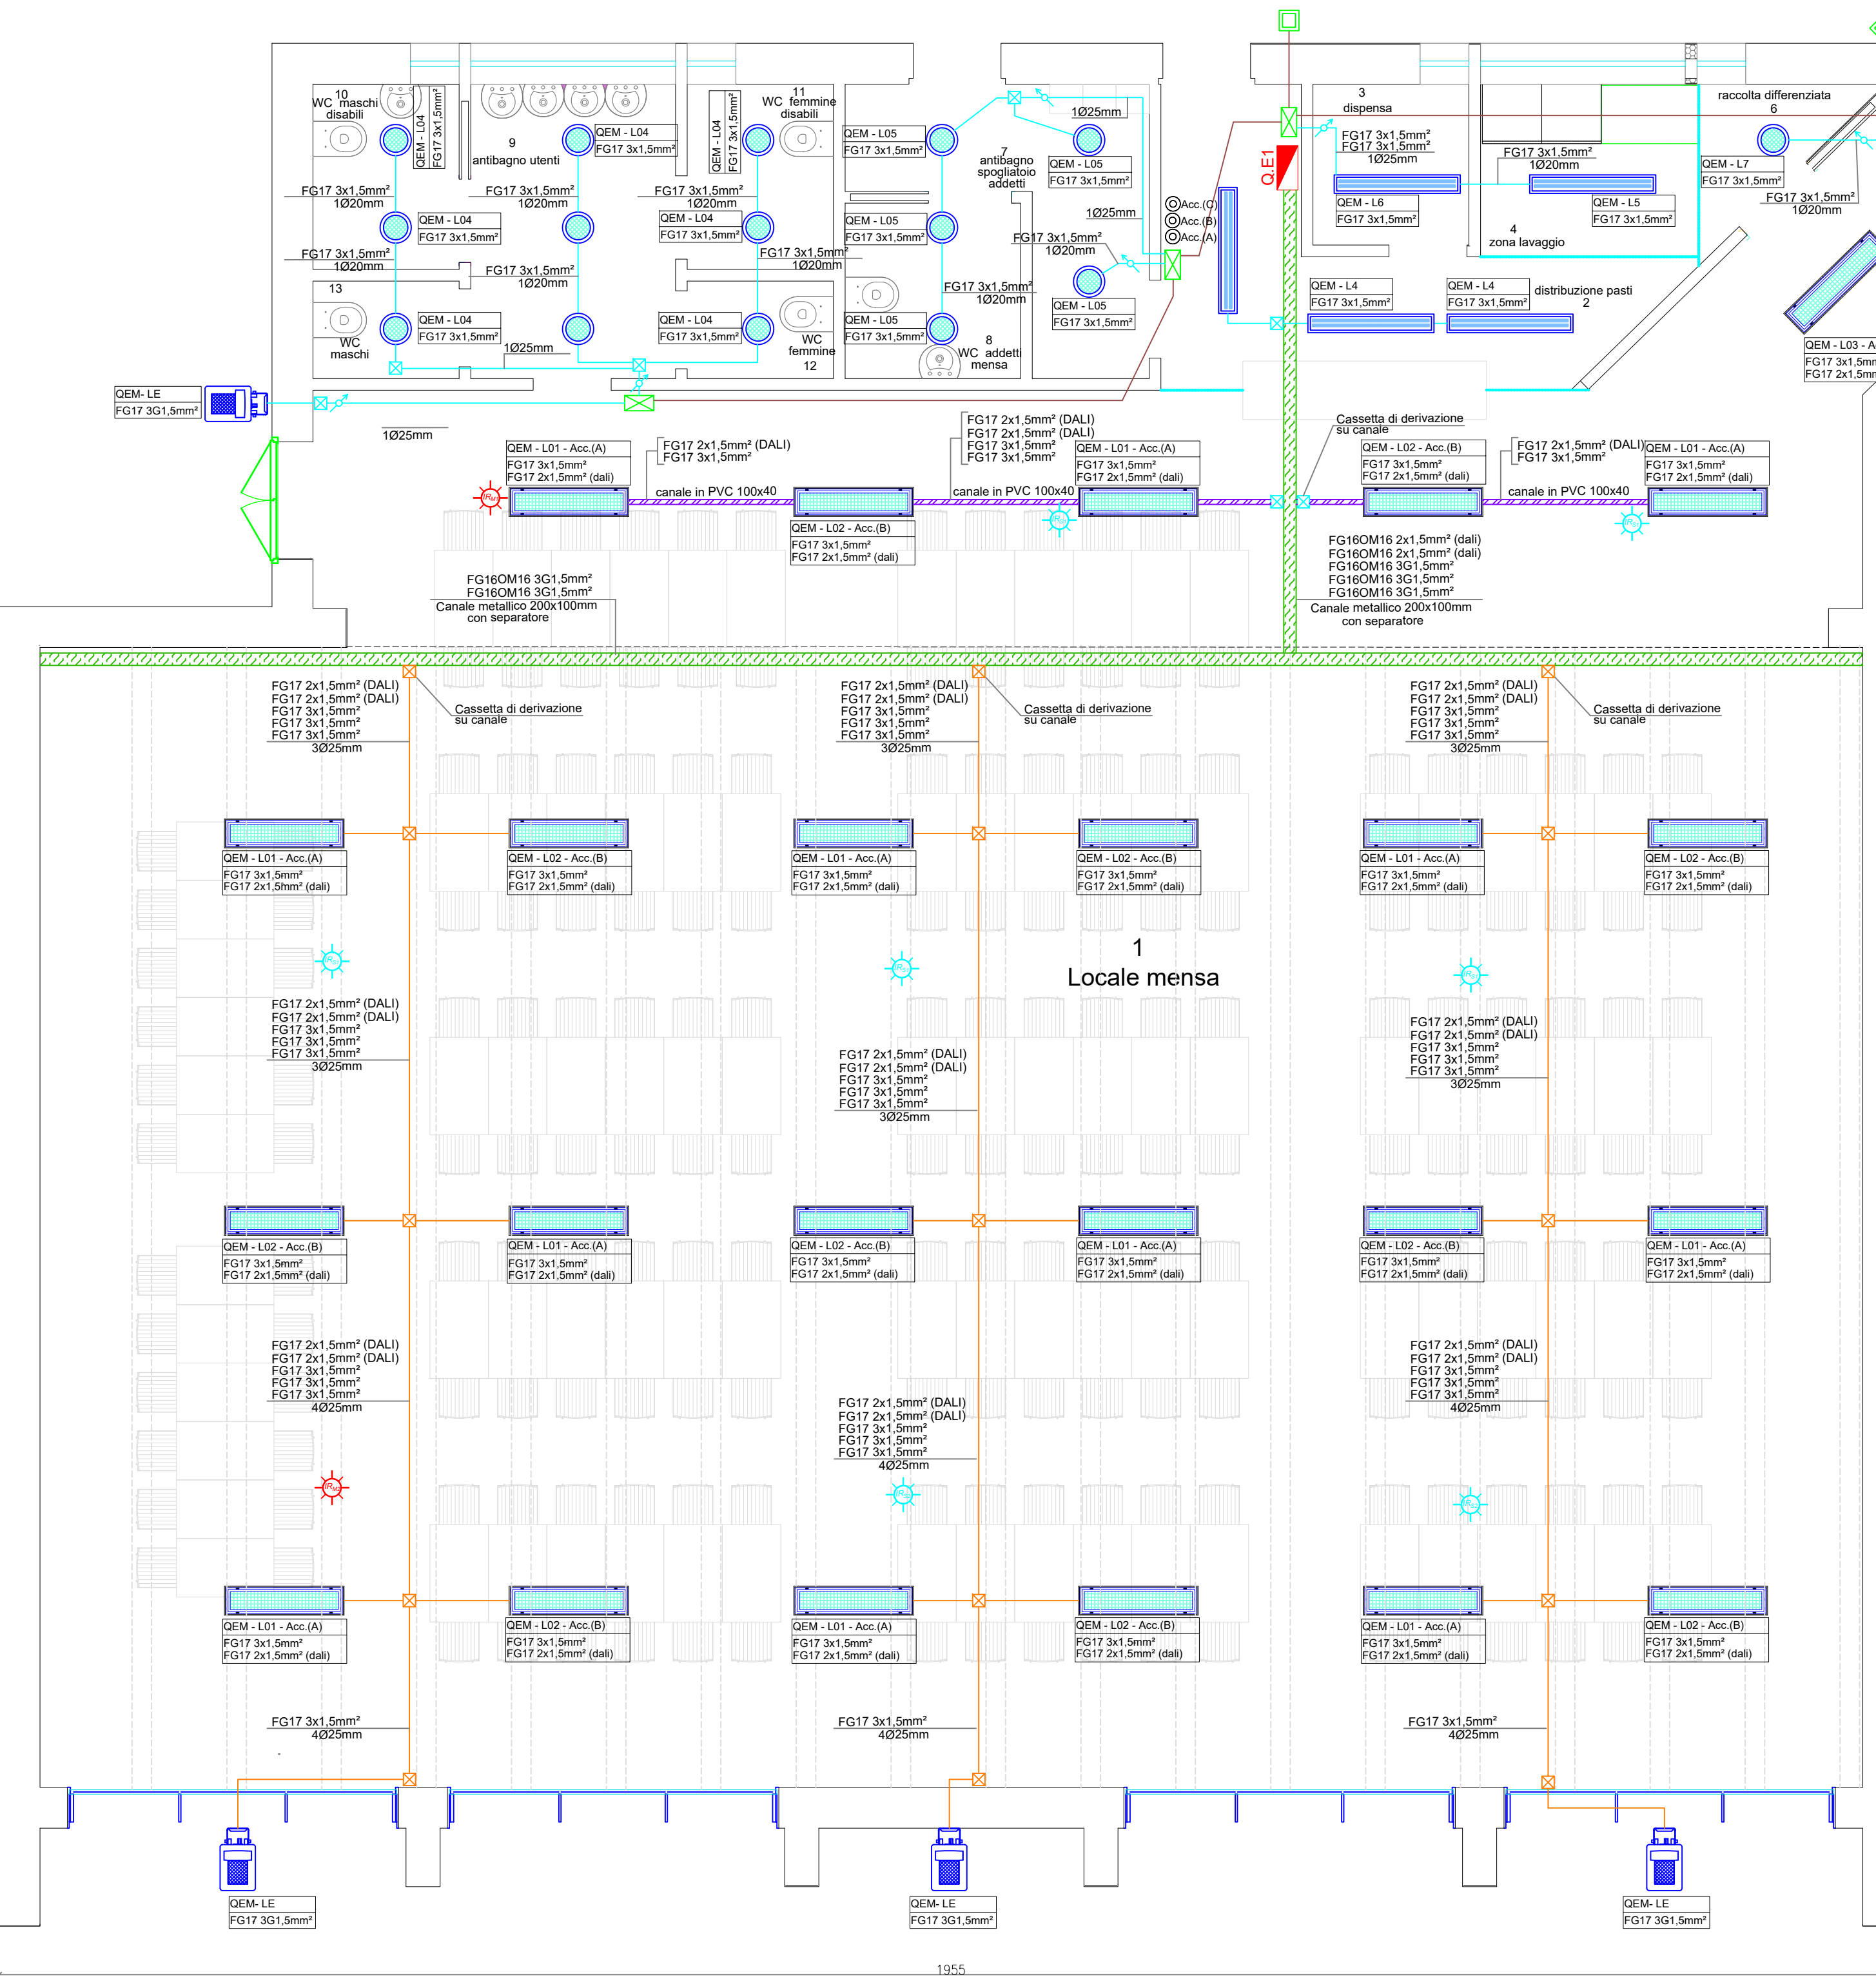 10
WC maschi
disabili
QEM - L04
FG17 3x1,5mm²
9
antibagno utenti
QEM - L04
FG17 3x1,5mm²
QEM - L04
FG17 3x1,5mm²
11
WC femmine
disabili
QEM - L05
FG17 3x1,5mm²
7
antibagno
spogliatoio
addetti
1Ø25mm
QEM - L05
FG17 3x1,5mm²
Q.E1
3
dispensa
FG17 3x1,5mm²
FG17 3x1,5mm²
1Ø25mm
FG17 3x1,5mm²
1Ø20mm
raccolta differenziata
6
QEM - L7
FG17 3x1,5mm²
FG17 3x1,5mm²
1Ø20mm
FG17 3x1,5mm²
1Ø20mm
FG17 3x1,5mm²
1Ø20mm
FG17 3x1,5mm²
1Ø20mm
QEM - L04
FG17 3x1,5mm²
QEM - L04
FG17 3x1,5mm²
QEM - L05
FG17 3x1,5mm²
1Ø25mm
Acc.(C)
Acc.(B)
Acc.(A)
QEM - L6
FG17 3x1,5mm²
QEM - L5
FG17 3x1,5mm²
4
zona lavaggio
FG17 3x1,5mm²
1Ø20mm
FG17 3x1,5mm²
1Ø20mm
FG17 3x1,5mm²
1Ø20mm
FG17 3x1,5mm²
1Ø20mm
FG17 3x1,5mm²
1Ø20mm
13
WC
maschi
QEM - L04
FG17 3x1,5mm²
1Ø25mm
QEM - L04
FG17 3x1,5mm²
WC
femmine
12
QEM - L05
FG17 3x1,5mm²
8
WC addetti
mensa
QEM - L05
FG17 3x1,5mm²
QEM - L4
FG17 3x1,5mm²
QEM - L4
FG17 3x1,5mm²
distribuzione pasti
2
QEM - L03 - A
FG17 3x1,5mm
FG17 2x1,5mm
QEM- LE
FG17 3G1,5mm²
1Ø25mm
QEM - L01 - Acc.(A)
FG17 3x1,5mm²
FG17 2x1,5mm² (dali)
FG17 2x1,5mm² (DALI)
FG17 3x1,5mm²
canale in PVC 100x40
FG17 2x1,5mm² (DALI)
FG17 2x1,5mm² (DALI)
FG17 3x1,5mm²
FG17 3x1,5mm²
canale in PVC 100x40
QEM - L01 - Acc.(A)
FG17 3x1,5mm²
FG17 2x1,5mm² (dali)
Cassetta di derivazione
su canale
QEM - L02 - Acc.(B)
FG17 3x1,5mm²
FG17 2x1,5mm² (dali)
FG17 2x1,5mm² (DALI)
FG17 3x1,5mm²
canale in PVC 100x40
QEM - L01 - Acc.(A)
FG17 3x1,5mm²
FG17 2x1,5mm² (dali)
QEM - L02 - Acc.(B)
FG17 3x1,5mm²
FG17 2x1,5mm² (dali)
FG16OM16 3G1,5mm²
FG16OM16 3G1,5mm²
Canale metallico 200x100mm
con separatore
FG16OM16 2x1,5mm² (dali)
FG16OM16 2x1,5mm² (dali)
FG16OM16 3G1,5mm²
FG16OM16 3G1,5mm²
FG16OM16 3G1,5mm²
Canale metallico 200x100mm
con separatore
FG17 2x1,5mm² (DALI)
FG17 2x1,5mm² (DALI)
FG17 3x1,5mm²
FG17 3x1,5mm²
FG17 3x1,5mm²
3Ø25mm
Cassetta di derivazione
su canale
FG17 2x1,5mm² (DALI)
FG17 2x1,5mm² (DALI)
FG17 3x1,5mm²
FG17 3x1,5mm²
FG17 3x1,5mm²
3Ø25mm
Cassetta di derivazione
su canale
FG17 2x1,5mm² (DALI)
FG17 2x1,5mm² (DALI)
FG17 3x1,5mm²
FG17 3x1,5mm²
FG17 3x1,5mm²
3Ø25mm
Cassetta di derivazione
su canale
QEM - L01 - Acc.(A)
FG17 3x1,5mm²
FG17 2x1,5hmm² (dali)
QEM - L02 - Acc.(B)
FG17 3x1,5mm²
FG17 2x1,5mm² (dali)
QEM - L01 - Acc.(A)
FG17 3x1,5mm²
FG17 2x1,5mm² (dali)
QEM - L02 - Acc.(B)
FG17 3x1,5mm²
FG17 2x1,5mm² (dali)
QEM - L01 - Acc.(A)
FG17 3x1,5mm²
FG17 2x1,5mm² (dali)
QEM - L02 - Acc.(B)
FG17 3x1,5mm²
FG17 2x1,5mm² (dali)
1
Locale mensa
FG17 2x1,5mm² (DALI)
FG17 2x1,5mm² (DALI)
FG17 3x1,5mm²
FG17 3x1,5mm²
FG17 3x1,5mm²
3Ø25mm
FG17 2x1,5mm² (DALI)
FG17 2x1,5mm² (DALI)
FG17 3x1,5mm²
FG17 3x1,5mm²
FG17 3x1,5mm²
3Ø25mm
FG17 2x1,5mm² (DALI)
FG17 2x1,5mm² (DALI)
FG17 3x1,5mm²
FG17 3x1,5mm²
FG17 3x1,5mm²
3Ø25mm
QEM - L02 - Acc.(B)
FG17 3x1,5mm²
FG17 2x1,5mm² (dali)
QEM - L01 - Acc.(A)
FG17 3x1,5mm²
FG17 2x1,5mm² (dali)
QEM - L02 - Acc.(B)
FG17 3x1,5mm²
FG17 2x1,5mm² (dali)
QEM - L01 - Acc.(A)
FG17 3x1,5mm²
FG17 2x1,5mm² (dali)
QEM - L02 - Acc.(B)
FG17 3x1,5mm²
FG17 2x1,5mm² (dali)
QEM - L01 - Acc.(A)
FG17 3x1,5mm²
FG17 2x1,5mm² (dali)
FG17 2x1,5mm² (DALI)
FG17 2x1,5mm² (DALI)
FG17 3x1,5mm²
FG17 3x1,5mm²
FG17 3x1,5mm²
4Ø25mm
FG17 2x1,5mm² (DALI)
FG17 2x1,5mm² (DALI)
FG17 3x1,5mm²
FG17 3x1,5mm²
FG17 3x1,5mm²
4Ø25mm
FG17 2x1,5mm² (DALI)
FG17 2x1,5mm² (DALI)
FG17 3x1,5mm²
FG17 3x1,5mm²
FG17 3x1,5mm²
4Ø25mm
QEM - L01 - Acc.(A)
FG17 3x1,5mm²
FG17 2x1,5mm² (dali)
QEM - L02 - Acc.(B)
FG17 3x1,5mm²
FG17 2x1,5mm² (dali)
QEM - L01 - Acc.(A)
FG17 3x1,5mm²
FG17 2x1,5mm² (dali)
QEM - L02 - Acc.(B)
FG17 3x1,5mm²
FG17 2x1,5mm² (dali)
QEM - L01 - Acc.(A)
FG17 3x1,5mm²
FG17 2x1,5mm² (dali)
QEM - L02 - Acc.(B)
FG17 3x1,5mm²
FG17 2x1,5mm² (dali)
FG17 3x1,5mm²
4Ø25mm
FG17 3x1,5mm²
4Ø25mm
FG17 3x1,5mm²
4Ø25mm
QEM- LE
FG17 3G1,5mm²
QEM- LE
FG17 3G1,5mm²
QEM- LE
FG17 3G1,5mm²
1955